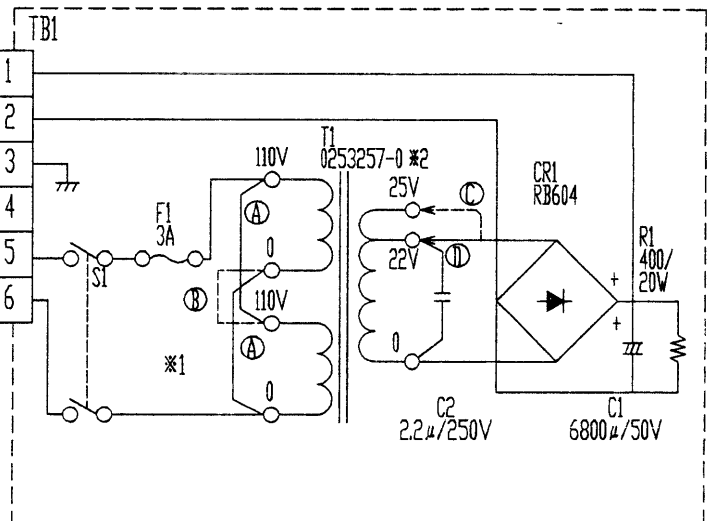 TB1
1
2
3
4
5
6
S1
F1
3A
110V
0
110V
0
Ⓐ
Ⓑ
Ⓐ
※1
T1
0253257-0 ※2
25V
22V
0
Ⓒ
Ⓓ
C2
2.2μ/250V
CR1
RB604
+
+
R1
400/
20W
C1
6800μ/50V